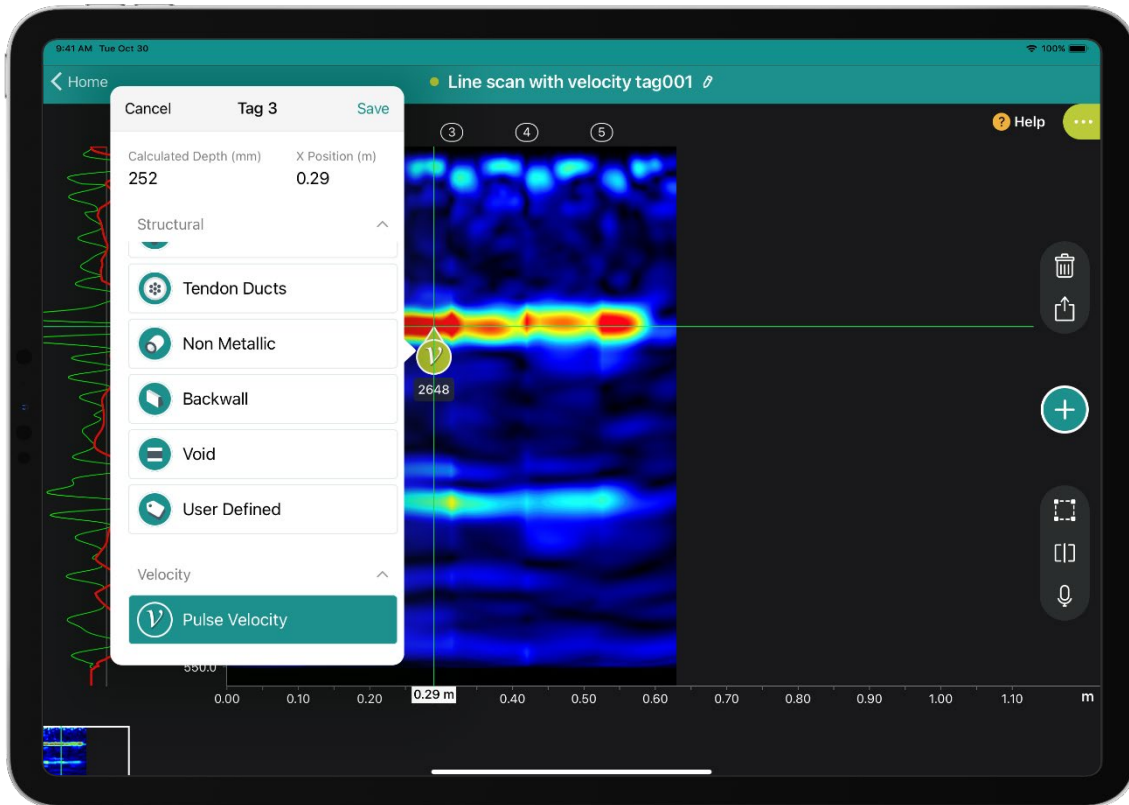 9:41 AM Tue Oct 30
100%
Home
Line scan with velocity tag001
Cancel Tag 3 Save
3 4 5
? Help
Calculated Depth (mm) X Position (m)
252 0.29
Structural
Tendon Ducts
Non Metallic
V
2648
Backwall
Void
User Defined
Velocity
V Pulse Velocity
550.0
0.00 0.10 0.20 0.29 m 0.40 0.50 0.60 0.70 0.80 0.90 1.00 1.10 m